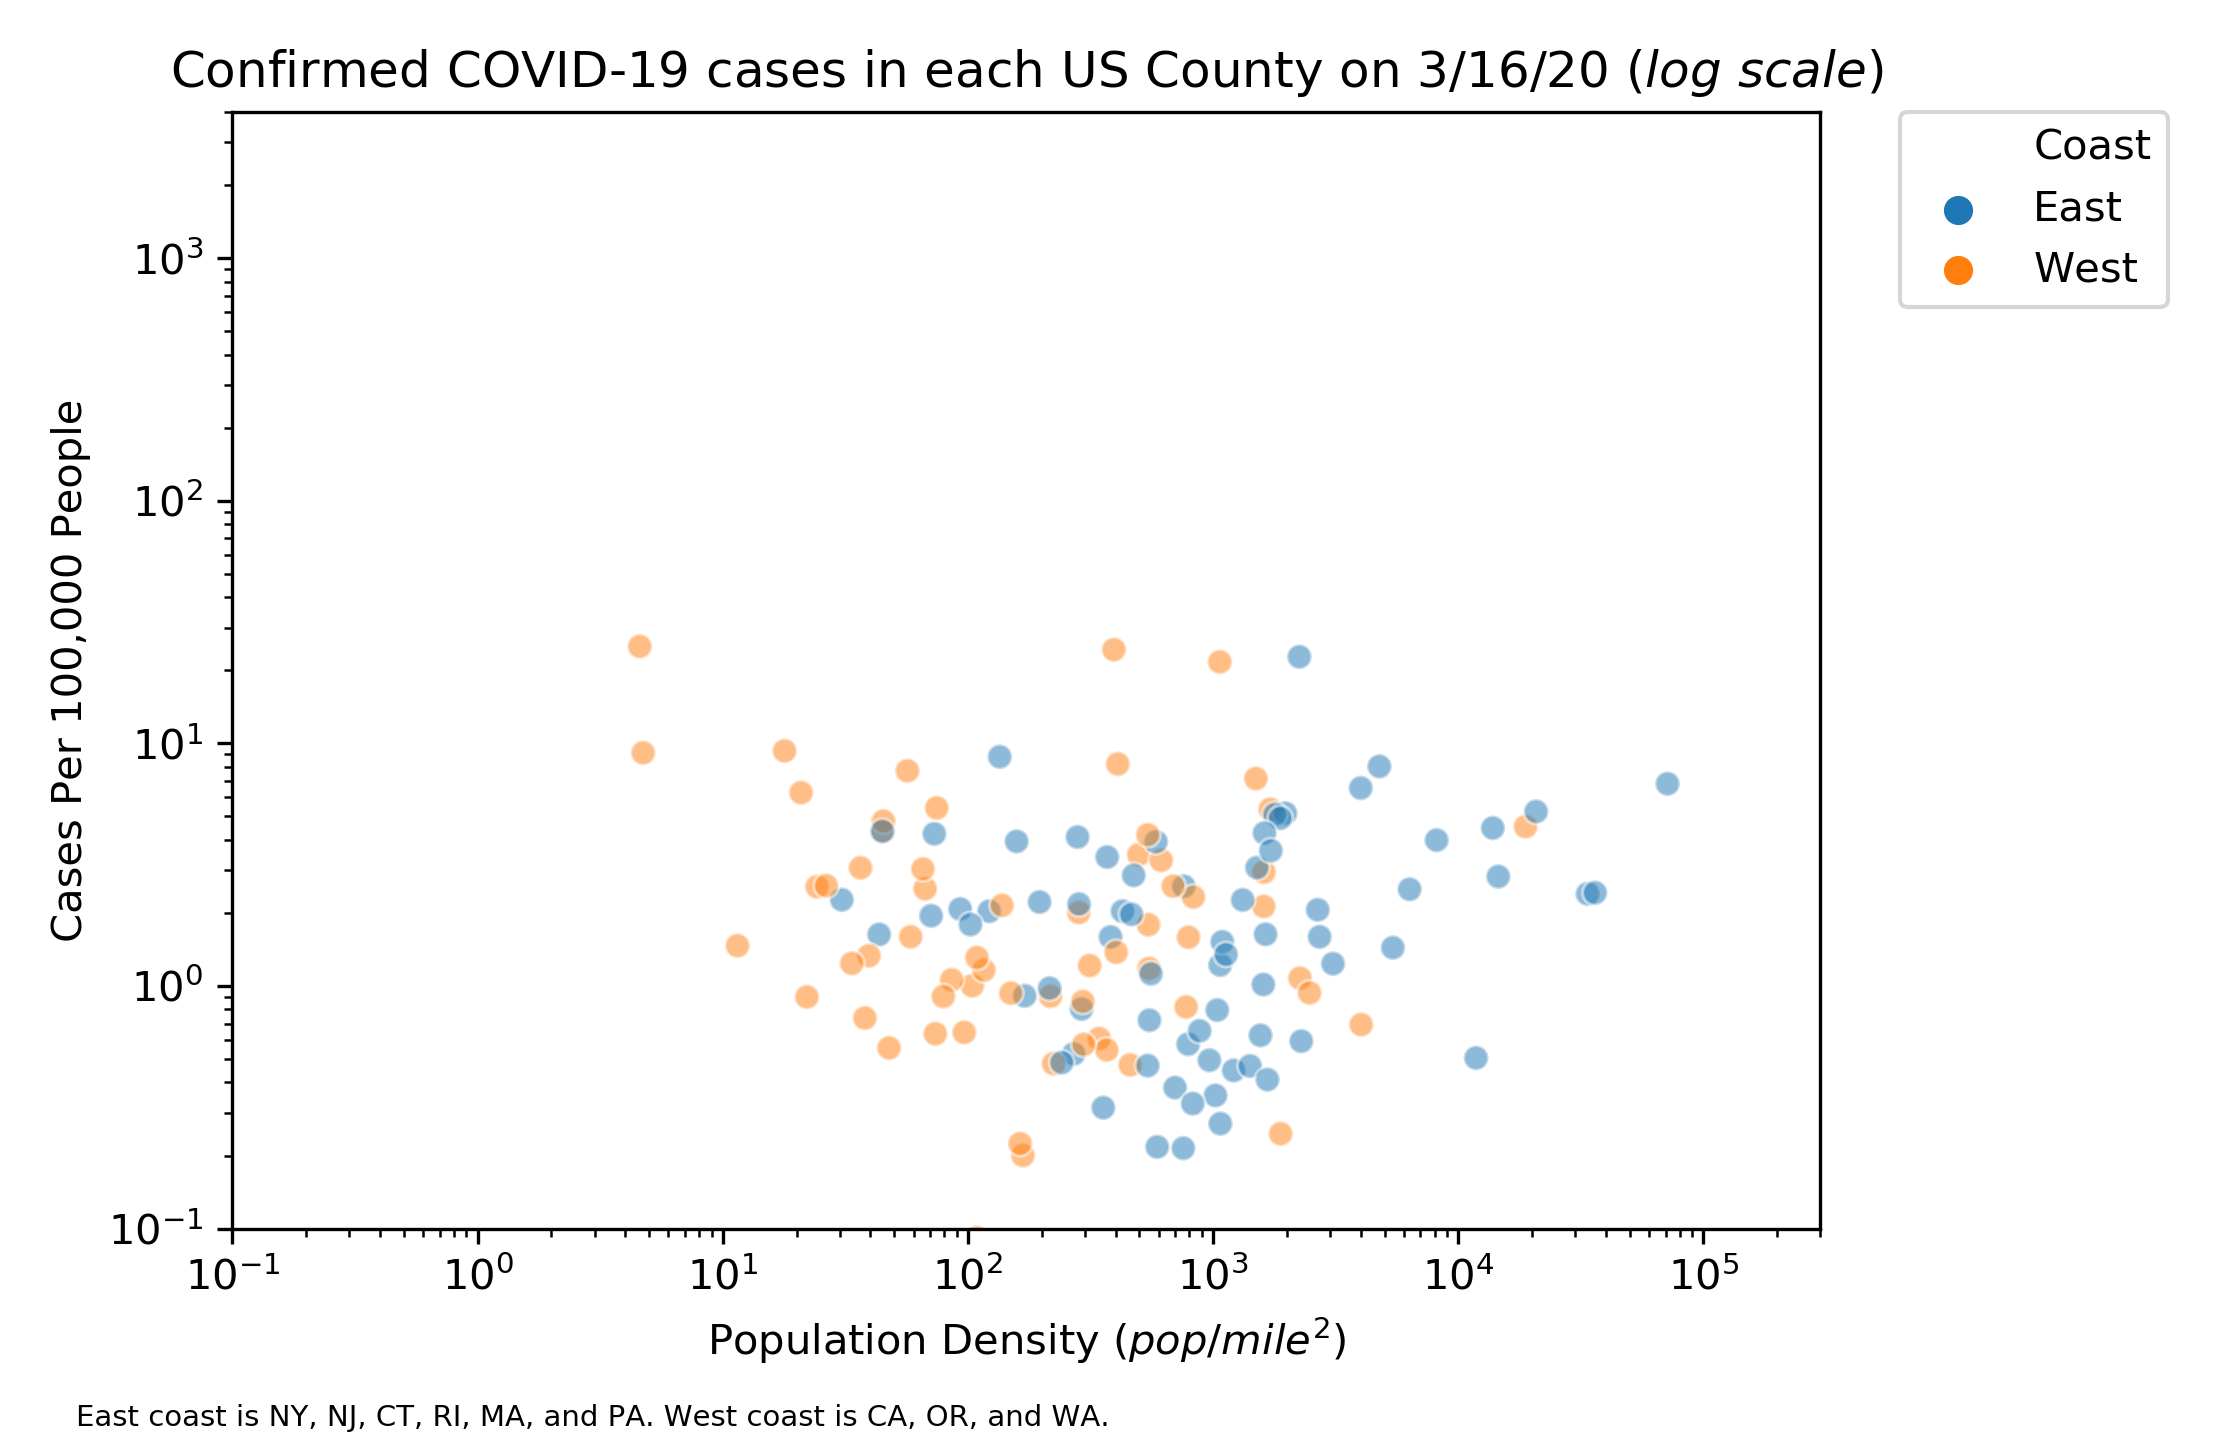 Confirmed COVID-19 cases in each US County on 3/16/20 (log scale)
Coast
East
West
Cases Per 100,000 People
10³
10²
10¹
10⁰
10⁻¹
10⁻¹ 10⁰ 10¹ 10² 10³ 10⁴ 10⁵
Population Density (pop/mile²)
East coast is NY, NJ, CT, RI, MA, and PA. West coast is CA, OR, and WA.